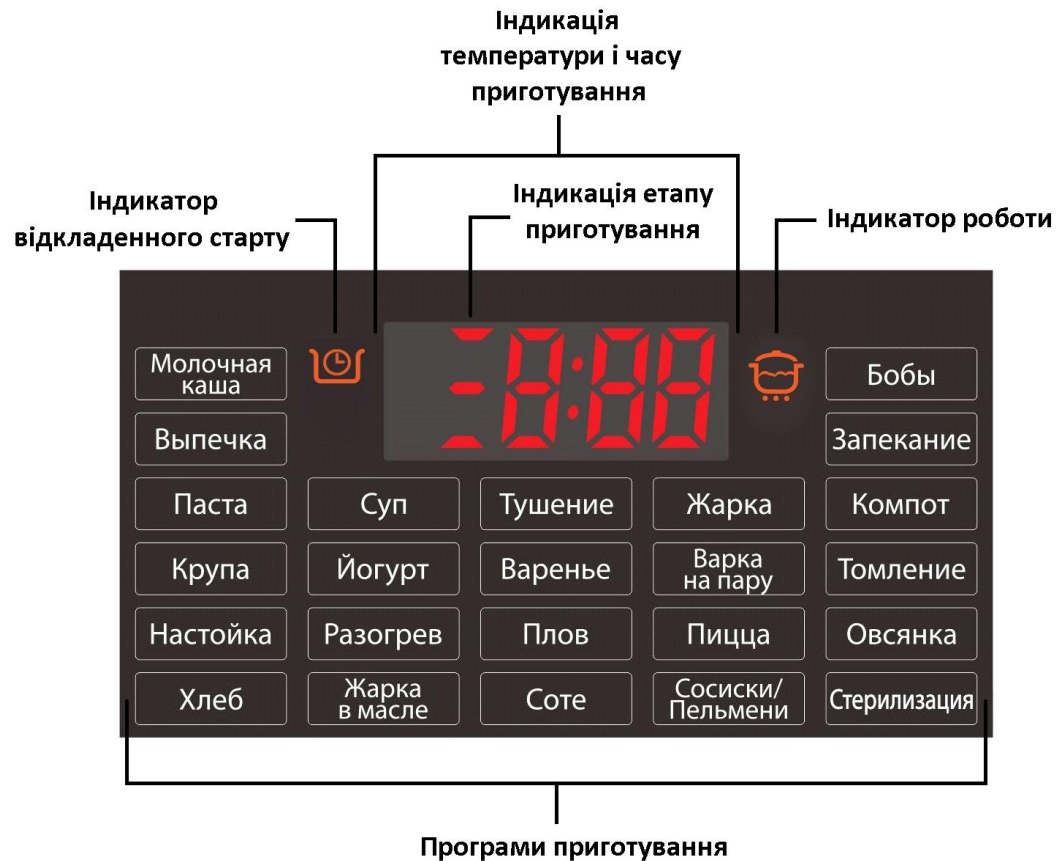 Індикація
температури і часу
приготування
Індикатор
відкладенного старту
Індикація етапу
приготування
Індикатор роботи
8:88
Молочная
каша
Бобы
Выпечка
Запекание
Паста
Суп
Тушение
Жарка
Компот
Крупа
Йогурт
Варенье
Варка
на пару
Томление
Настойка
Разогрев
Плов
Пицца
Овсянка
Хлеб
Жарка
в масле
Соте
Сосиски/
Пельмени
Стерилизация
Програми приготування